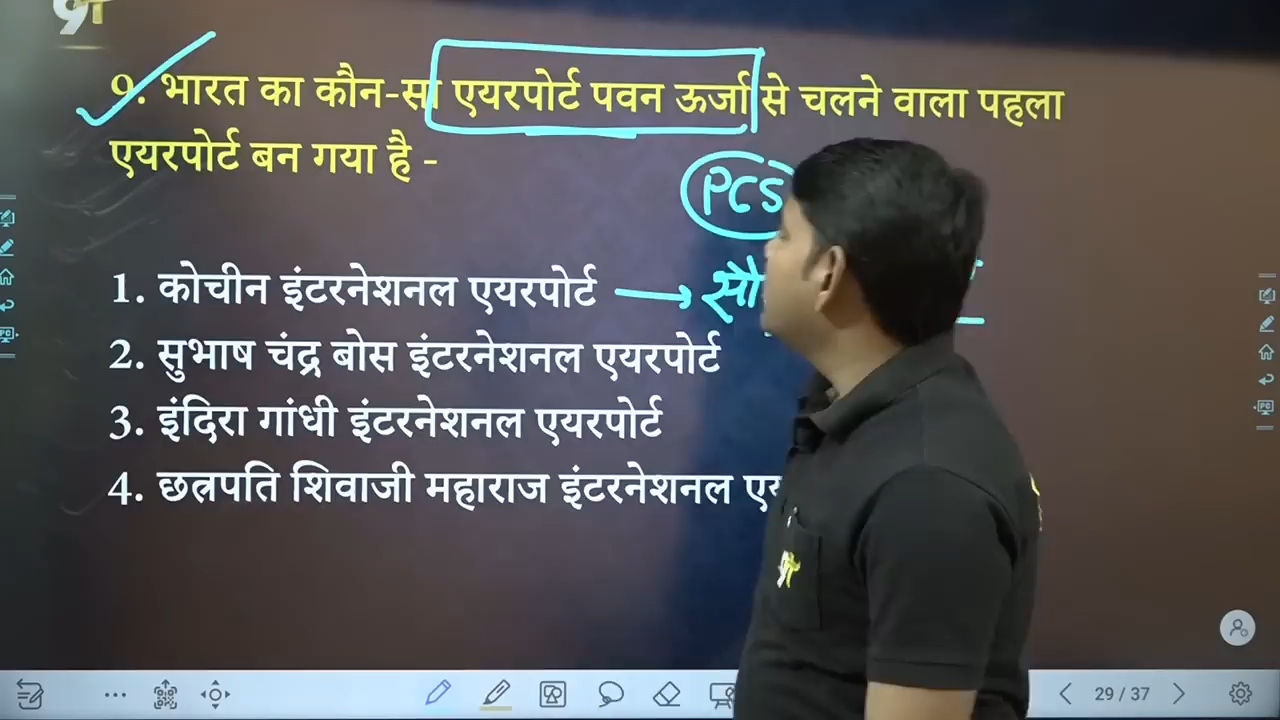 9. भारत का कौन-सा एयरपोर्ट पवन ऊर्जा से चलने वाला पहला
एयरपोर्ट बन गया है -
PCS
1. कोचीन इंटरनेशनल एयरपोर्ट → सौ
2. सुभाष चंद्र बोस इंटरनेशनल एयरपोर्ट
3. इंदिरा गांधी इंटरनेशनल एयरपोर्ट
4. छत्रपति शिवाजी महाराज इंटरनेशनल
29 / 37